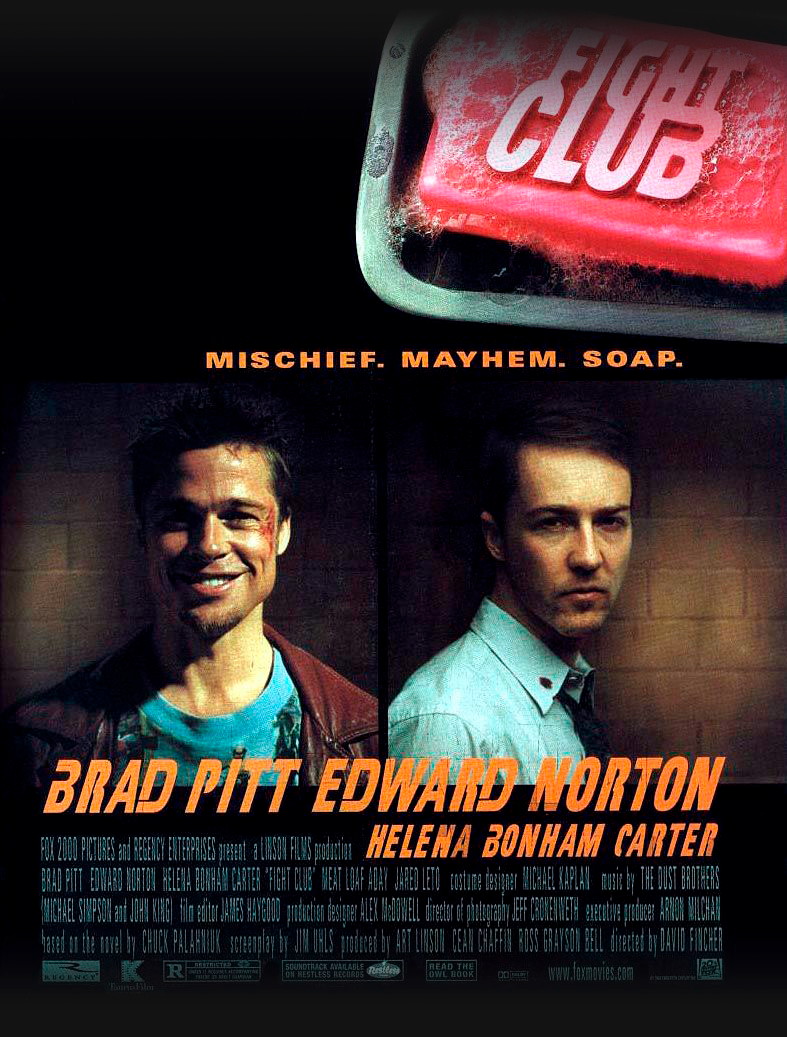 FIGHT
CLUB
MISCHIEF. MAYHEM. SOAP.
BRAD PITT EDWARD NORTON
HELENA BONHAM CARTER
FOX 2000 PICTURES and REGENCY ENTERPRISES present a LINSON FILMS production
BRAD PITT EDWARD NORTON HELENA BONHAM CARTER "FIGHT CLUB" MEAT LOAF ADAY JARED LETO costume designer MICHAEL KAPLAN music by THE DUST BROTHERS
(MICHAEL SIMPSON and JOHN KING) film editor JAMES HAYGOOD production designer ALEX McDOWELL director of photography JEFF CRONENWETH executive producer ARNON MILCHAN
based on the novel by CHUCK PALAHNIUK screenplay by JIM UHLS produced by ART LINSON CEAN CHAFFIN ROSS GRAYSON BELL directed by DAVID FINCHER
REGENCY
TaurusFilm
R RESTRICTED
SOUNDTRACK AVAILABLE
ON RESTLESS RECORDS
Restless
READ THE
OWL BOOK
www.foxmovies.com